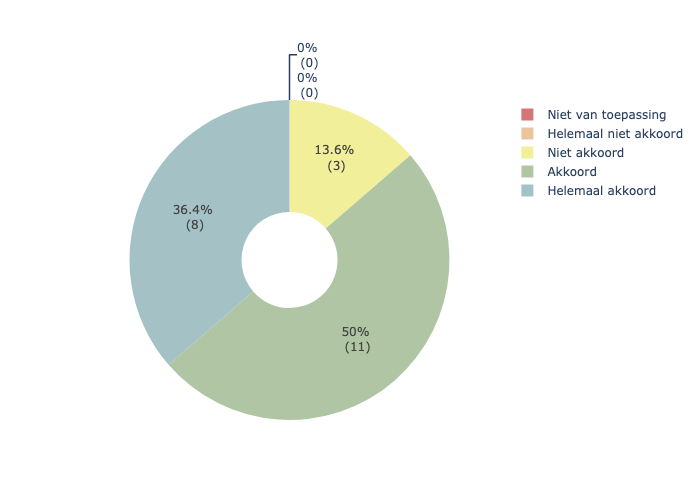 0%
(0)
0%
(0)
13.6%
(3)
36.4%
(8)
50%
(11)
Niet van toepassing
Helemaal niet akkoord
Niet akkoord
Akkoord
Helemaal akkoord